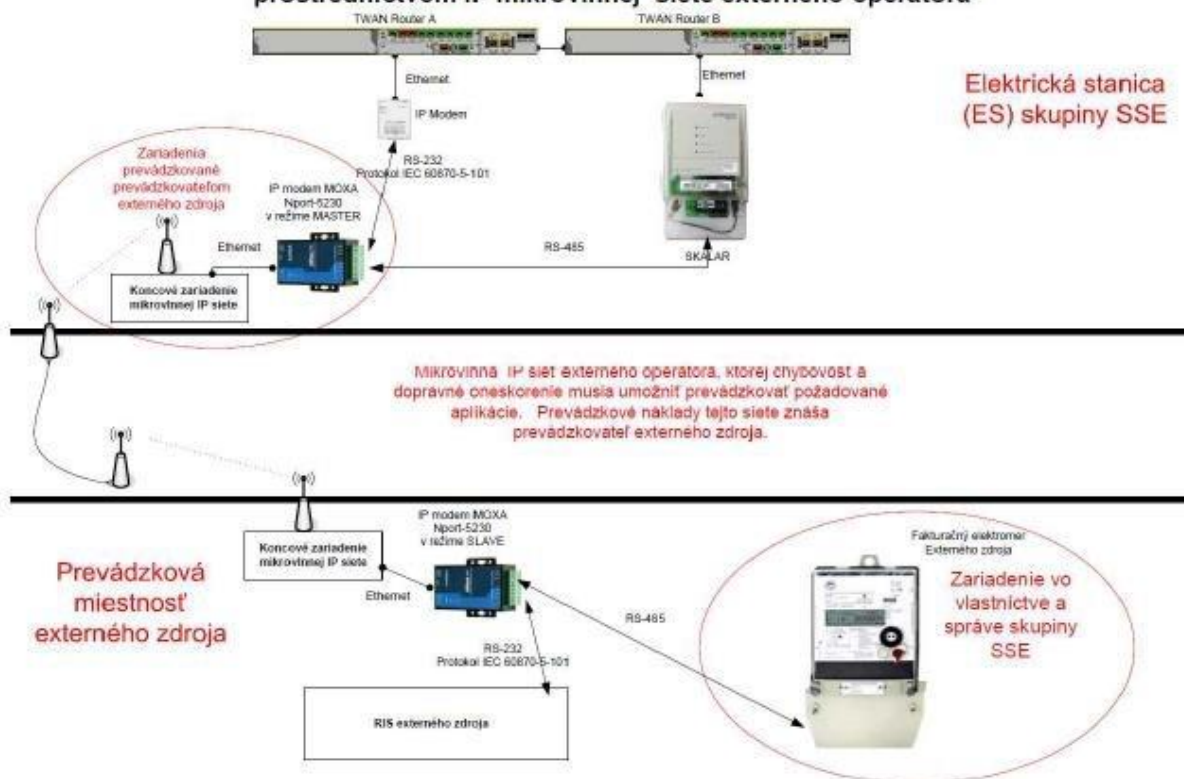 prostredníctvom IP mikrovlnnej siete externého operátora
TWAN Router A
TWAN Router B
Ethernet
Ethernet
IP Modem
Elektrická stanica
(ES) skupiny SSE
Zariadenia
prevádzkované
prevádzkovateľom
externého zdroja
RS-232
Protokol IEC 60870-5-101
IP modem MOXA
Nport-5230
v režime MASTER
Ethernet
RS-485
SKALAR
Koncové zariadenie
mikrovlnnej IP siete
Mikrovlnná IP sieť externého operátora, ktorej chybovosť a
dopravné oneskorenie musia umožniť prevádzkovať požadované
aplikácie. Prevádzkové náklady tejto siete znáša
prevádzkovateľ externého zdroja.
IP modem MOXA
Nport-5230
v režime SLAVE
Koncové zariadenie
mikrovlnnej IP siete
Ethernet
Prevádzková
miestnosť
externého zdroja
Fakturačný elektromer
Externého zdroja
Zariadenie vo
vlastníctve a
správe skupiny
SSE
RS-485
RS-232
Protokol IEC 60870-5-101
RIS externého zdroja